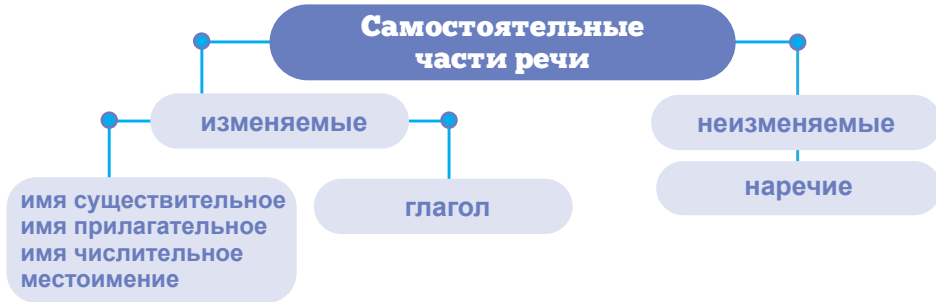 Самостоятельные
части речи
изменяемые
неизменяемые
имя существительное
имя прилагательное
имя числительное
местоимение
глагол
наречие